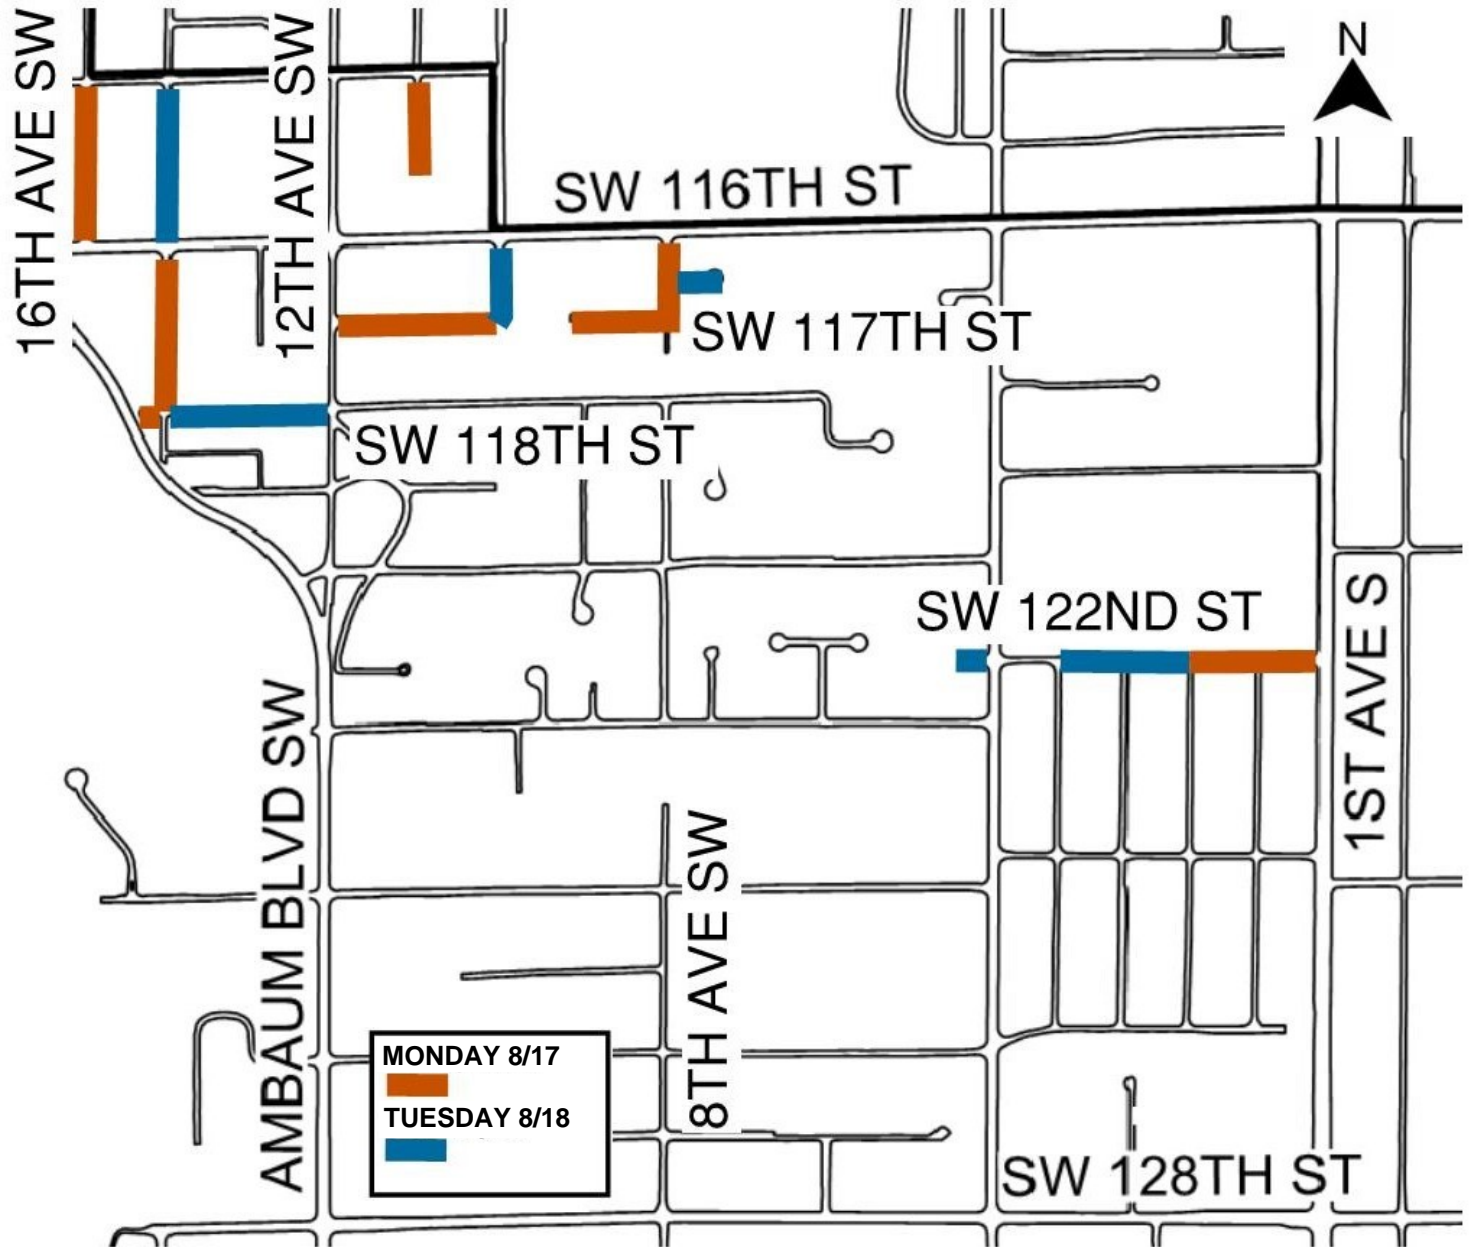 16TH AVE SW
12TH AVE SW
N
SW 116TH ST
SW 117TH ST
SW 118TH ST
SW 122ND ST
1ST AVE S
AMBAUM BLVD SW
8TH AVE SW
MONDAY 8/17
TUESDAY 8/18
SW 128TH ST